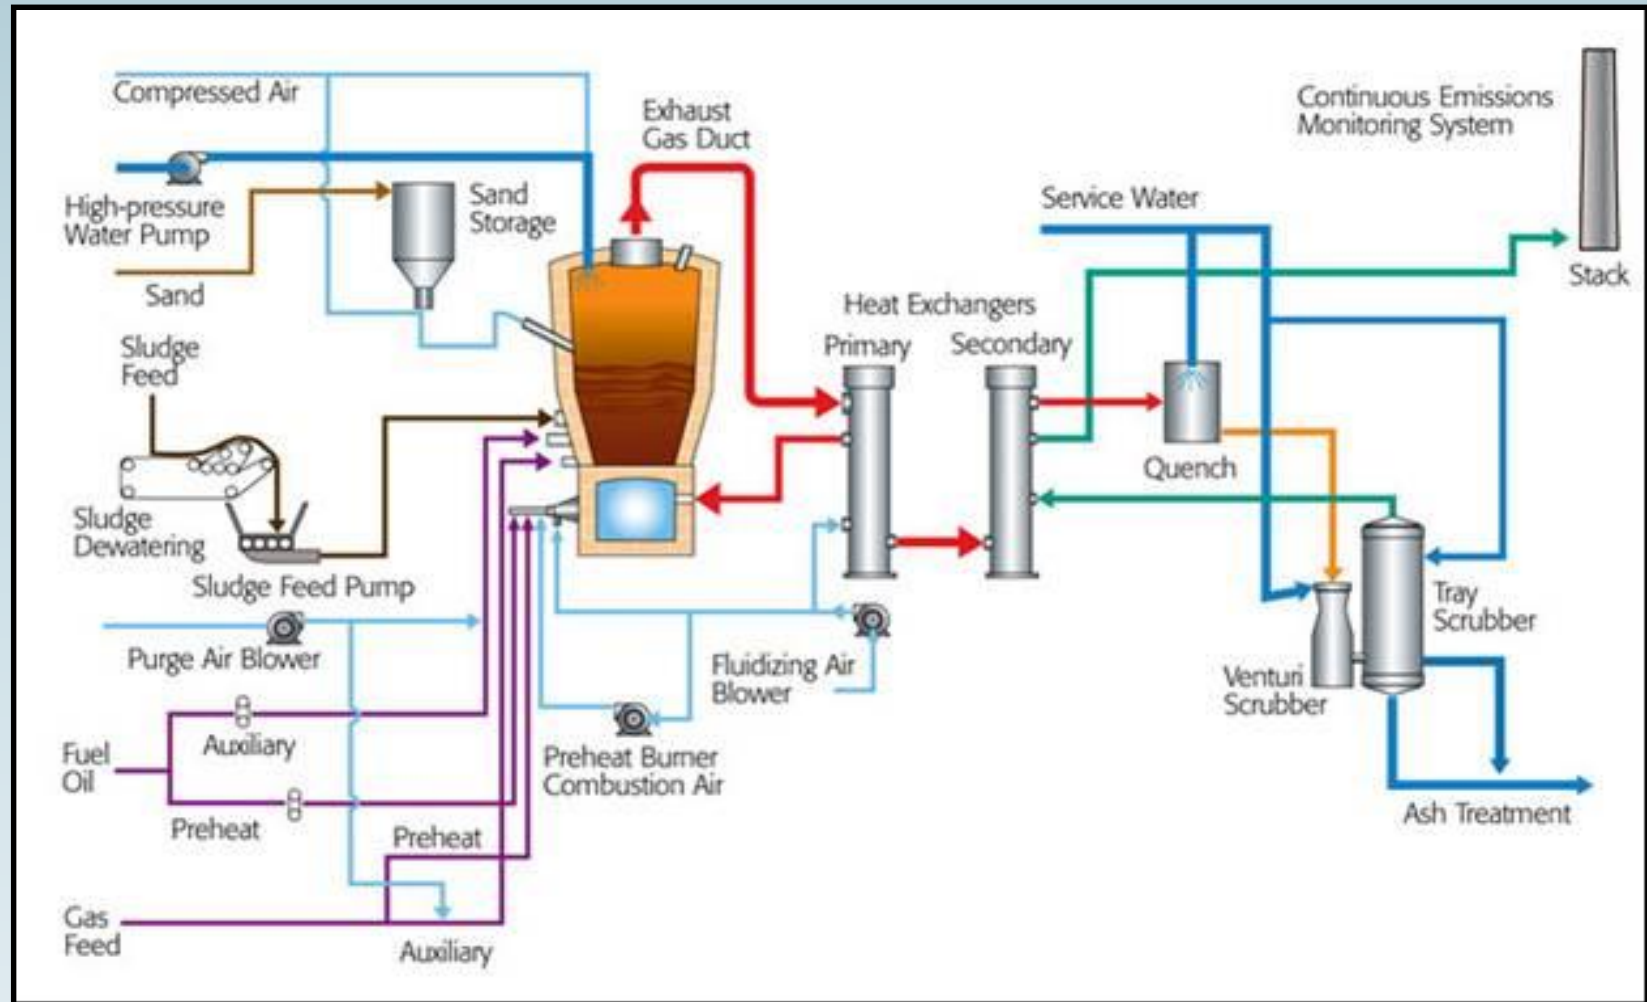 Compressed Air
Exhaust
Gas Duct
Continuous Emissions
Monitoring System
High-pressure
Water Pump
Sand
Storage
Service Water
Sand
Stack
Heat Exchangers
Primary
Secondary
Sludge
Feed
Quench
Sludge
Dewatering
Sludge Feed Pump
Tray
Scrubber
Purge Air Blower
Fluidizing Air
Blower
Venturi
Scrubber
Auxiliary
Fuel
Oil
Preheat Burner
Combustion Air
Preheat
Preheat
Ash Treatment
Gas
Feed
Auxiliary